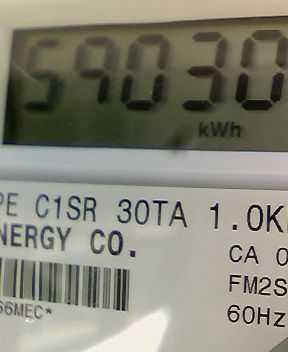 59030
kWh
PE C1SR 30TA 1.0K
NERGY CO.
CA 0
FM2S
60Hz
66MEC*